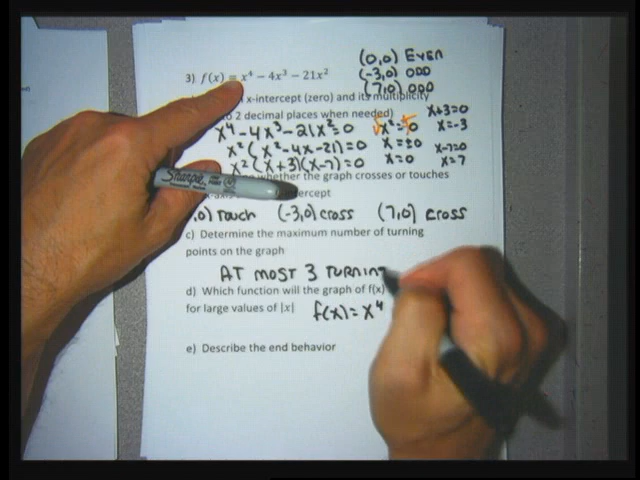 3) f(x) = x⁴ − 4x³ − 21x²
(0,0) EVEN
(-3,0) ODD
(7,0) ODD
x-intercept (zero) and its multiplicity
2 decimal places when needed)
x⁴-4x³-21x²=0
x²(x²-4x-21)=0
x²(x+3)(x-7)=0
√x²=√0
x=±0
x=0
x+3=0
x=-3
x-7=0
x=7
whether the graph crosses or touches
,0) touch (-3,0) cross (7,0) cross
c) Determine the maximum number of turning
points on the graph
AT MOST 3 TURNING
d) Which function will the graph of f(x)
for large values of |x|
f(x)=x⁴
e) Describe the end behavior
Sharpie